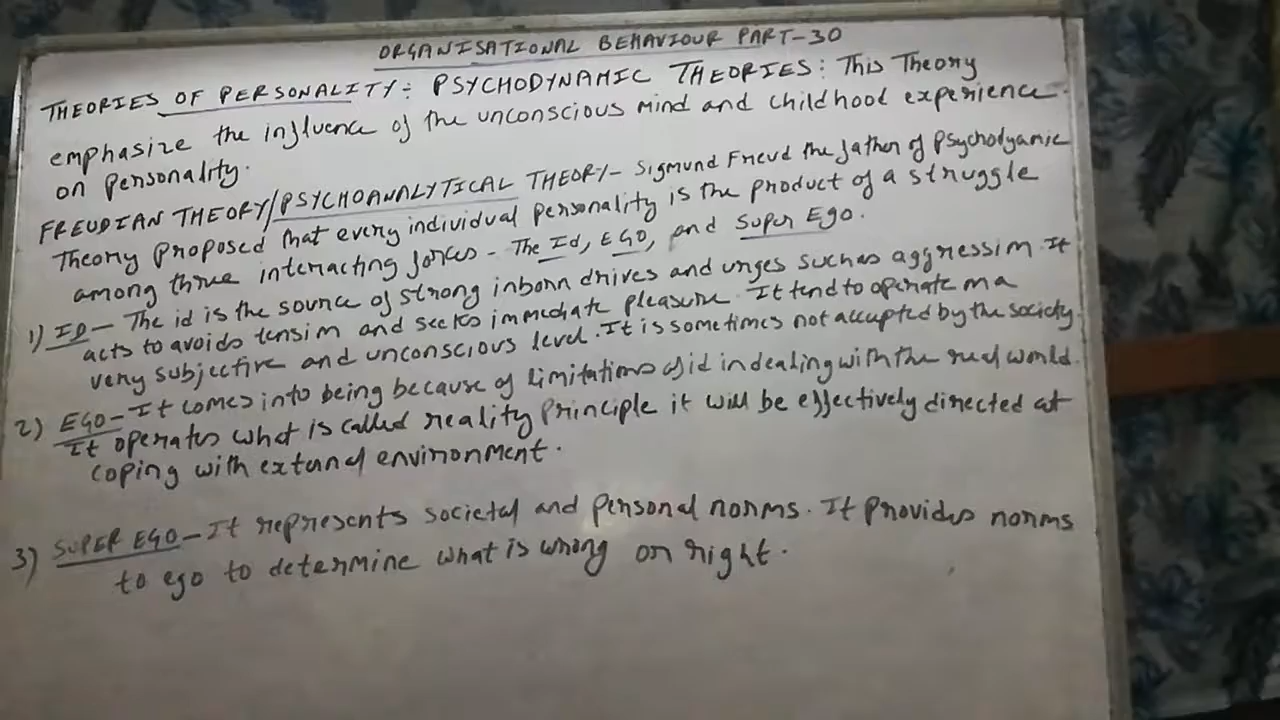 ORGANISATIONAL BEHAVIOUR PART-30
THEORIES OF PERSONALITY: PSYCHODYNAMIC THEORIES: This Theory
emphasize the influence of the unconscious mind and childhood experience
on personality.
FREUDIAN THEORY/PSYCHOANALYTICAL THEORY- Sigmund Freud the father of Psychodyamic
Theory proposed that every individual personality is the product of a struggle
among three interacting forces - The Id, EGO, and Super Ego.
1) ID - The id is the source of strong inborn drives and urges such as aggression. It
acts to avoids tension and seeks immediate pleasure. It tend to operate on a
very subjective and unconscious level. It is sometimes not accepted by the society.
2) EGO - It comes into being because of limitations of id in dealing with the real world.
It operates what is called reality principle it will be effectively directed at
coping with external environment.
3) SUPER EGO - It represents societal and personal norms. It provides norms
to ego to determine what is wrong or right.